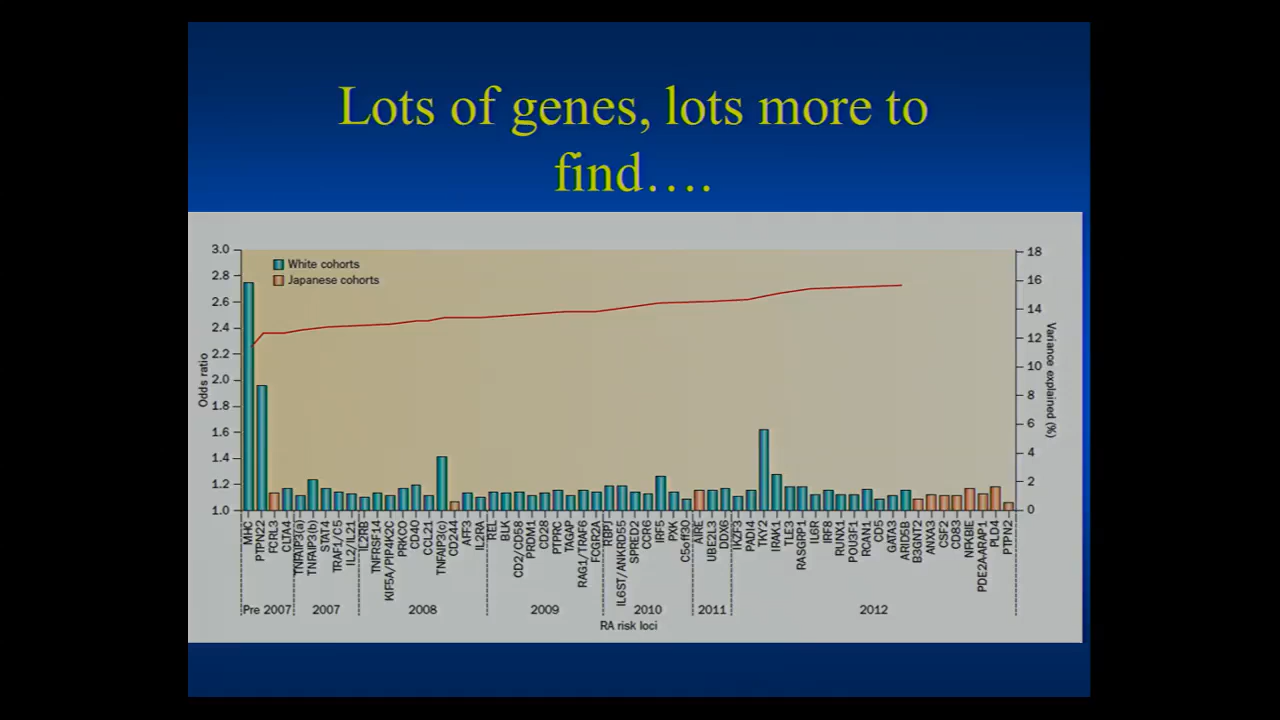 Lots of genes, lots more to
find….
3.0
2.8
2.6
2.4
2.2
2.0
1.8
1.6
1.4
1.2
1.0
Odds ratio
White cohorts
Japanese cohorts
18
16
14
12
10
8
6
4
2
0
Variance explained (%)
MHC
PTPN22
FCRL3
CLTA4
TNFAIP3(a)
TNFAIP3(b)
STAT4
TRAF1/C5
IL2/IL21
IL2RB
TNFRSF14
KIF5A/PIP4K2C
PRKCQ
CD40
CCL21
TNFAIP3(c)
CD244
AFF3
IL2RA
REL
BLK
CD2/CD58
PRDM1
CD28
PTPRC
TAGAP
RAG1/TRAF6
FCGR2A
RBPJ
IL6ST/ANKRD55
SPRED2
CCR6
IRF5
PXK
C5orf30
AIRE
UBE2L3
DDX6
IKZF3
PADI4
TKY2
IRAK1
TLE3
RASGRP1
IL6R
IRF8
RUNX1
POU3F1
RCAN1
CD5
GATA3
ARID5B
B3GNT2
ANXA3
CSF2
CD83
NFKBIE
PDE2A-ARAP1
PLD4
PTPN2
Pre 2007
2007
2008
2009
2010
2011
2012
RA risk loci